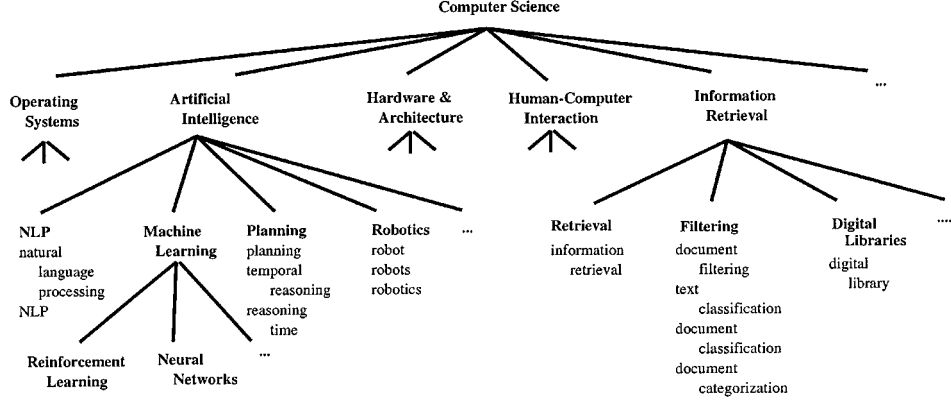 Computer Science
...
Operating
Systems
Artificial
Intelligence
Hardware &
Architecture
Human-Computer
Interaction
Information
Retrieval
NLP
natural
language
processing
NLP
Machine
Learning
Planning
planning
temporal
reasoning
reasoning
time
Robotics
robot
robots
robotics
...
Retrieval
information
retrieval
Filtering
document
filtering
text
classification
document
classification
document
categorization
Digital
Libraries
digital
library
....
Reinforcement
Learning
Neural
Networks
...